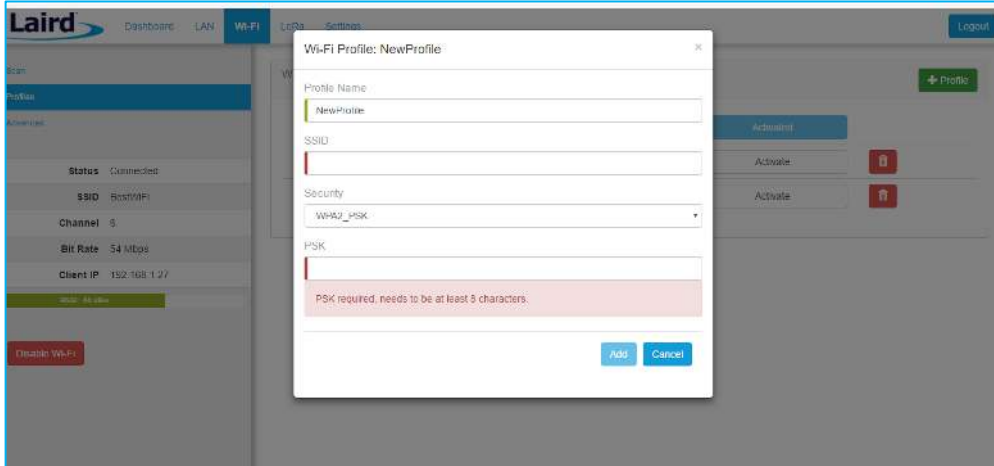 Laird
Dashboard LAN Wi-Fi LoRa Settings Logout
Scan
Profiles
Advanced
Status Connected
SSID BestWiFi
Channel 6
Bit Rate 54 Mbps
Client IP 192.168.1.27
Disable Wi-Fi
W
+ Profile
Activated
Activate
Activate
Wi-Fi Profile: NewProfile ×
Profile Name
NewProfile
SSID
Security
WPA2_PSK
PSK
PSK required, needs to be at least 8 characters.
Add Cancel